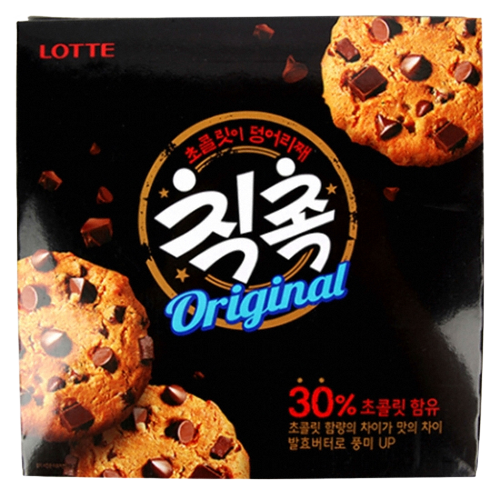 LOTTE
초콜릿이 덩어리째
칙촉
Original
30% 초콜릿 함유
초콜릿 함량의 차이가 맛의 차이
발효버터로 풍미 UP